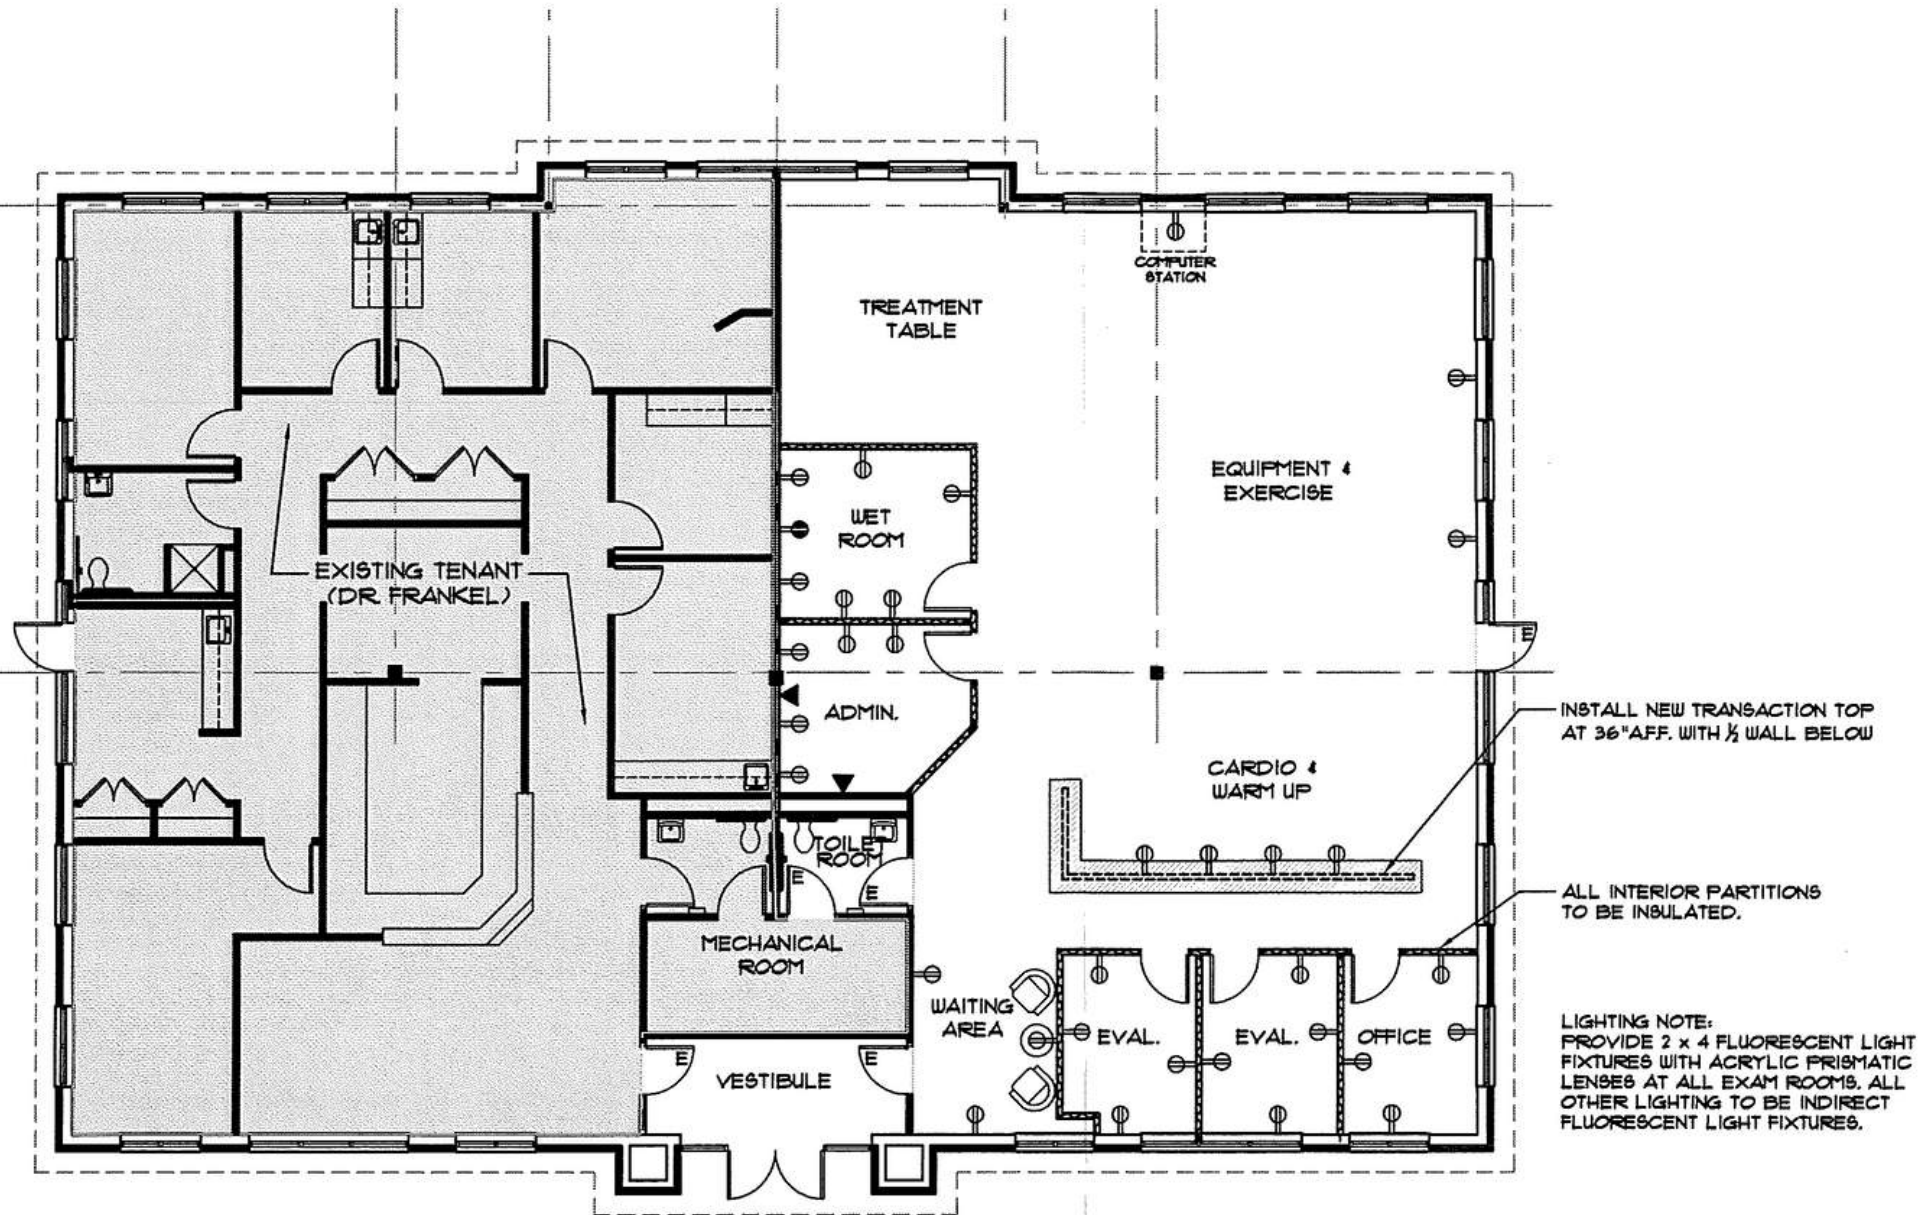 COMPUTER
STATION
TREATMENT
TABLE
EQUIPMENT &
EXERCISE
WET
ROOM
EXISTING TENANT
(DR. FRANKEL)
E
ADMIN.
INSTALL NEW TRANSACTION TOP
AT 36"A.F.F. WITH ½ WALL BELOW
CARDIO &
WARM UP
TOILET
ROOM
E
E
ALL INTERIOR PARTITIONS
TO BE INSULATED.
MECHANICAL
ROOM
WAITING
AREA
EVAL.
EVAL.
OFFICE
E
E
VESTIBULE
LIGHTING NOTE:
PROVIDE 2 x 4 FLUORESCENT LIGHT
FIXTURES WITH ACRYLIC PRISMATIC
LENSES AT ALL EXAM ROOMS. ALL
OTHER LIGHTING TO BE INDIRECT
FLUORESCENT LIGHT FIXTURES.